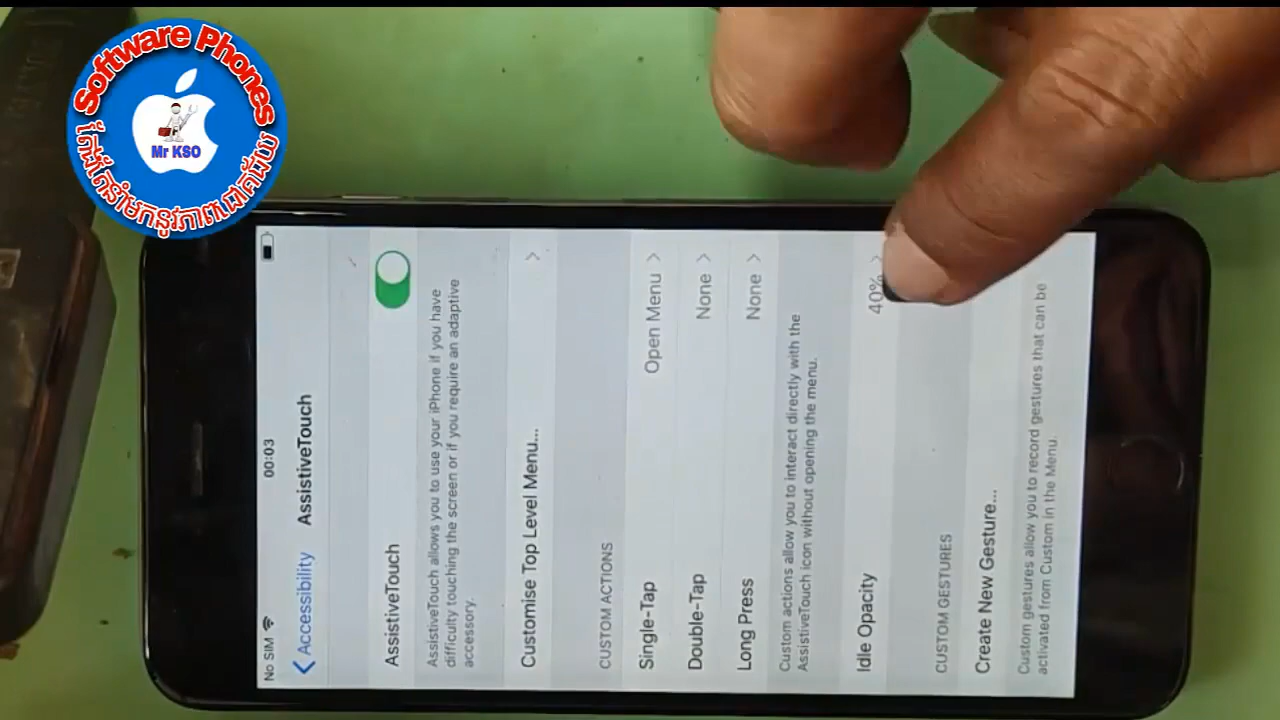 Software Phones
Mr KSO
No SIM
00:03
Accessibility
AssistiveTouch
AssistiveTouch
AssistiveTouch allows you to use your iPhone if you have
difficulty touching the screen or if you require an adaptive
accessory.
Customise Top Level Menu...
CUSTOM ACTIONS
Single-Tap Open Menu
Double-Tap None
Long Press None
Custom actions allow you to interact directly with the
AssistiveTouch icon without opening the menu.
Idle Opacity 40%
CUSTOM GESTURES
Create New Gesture...
Custom gestures allow you to record gestures that can be
activated from Custom in the Menu.